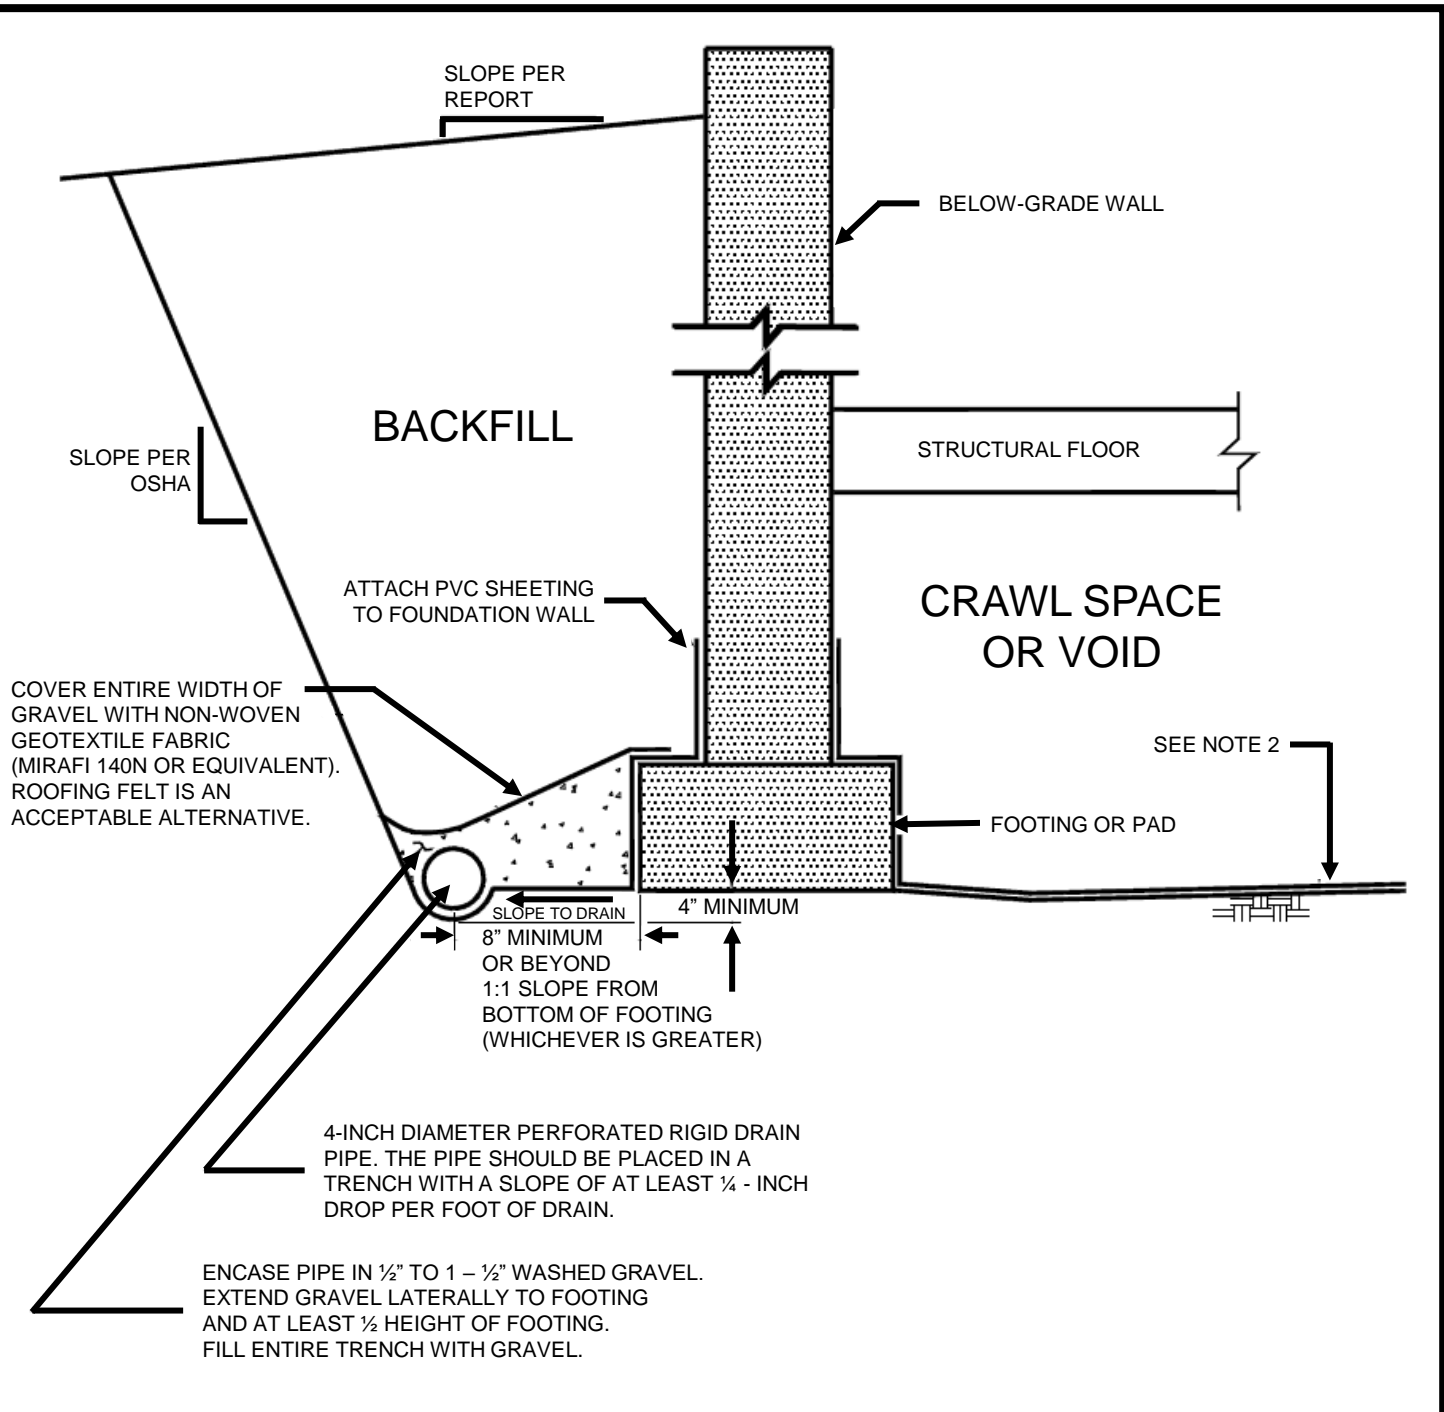 SLOPE PER
REPORT
BELOW-GRADE WALL
BACKFILL
STRUCTURAL FLOOR
SLOPE PER
OSHA
ATTACH PVC SHEETING
TO FOUNDATION WALL
CRAWL SPACE
OR VOID
COVER ENTIRE WIDTH OF
GRAVEL WITH NON-WOVEN
GEOTEXTILE FABRIC
(MIRAFI 140N OR EQUIVALENT).
ROOFING FELT IS AN
ACCEPTABLE ALTERNATIVE.
SEE NOTE 2
FOOTING OR PAD
SLOPE TO DRAIN
4” MINIMUM
8” MINIMUM
OR BEYOND
1:1 SLOPE FROM
BOTTOM OF FOOTING
(WHICHEVER IS GREATER)
4-INCH DIAMETER PERFORATED RIGID DRAIN
PIPE. THE PIPE SHOULD BE PLACED IN A
TRENCH WITH A SLOPE OF AT LEAST ¼ - INCH
DROP PER FOOT OF DRAIN.
ENCASE PIPE IN ½” TO 1 – ½” WASHED GRAVEL.
EXTEND GRAVEL LATERALLY TO FOOTING
AND AT LEAST ½ HEIGHT OF FOOTING.
FILL ENTIRE TRENCH WITH GRAVEL.